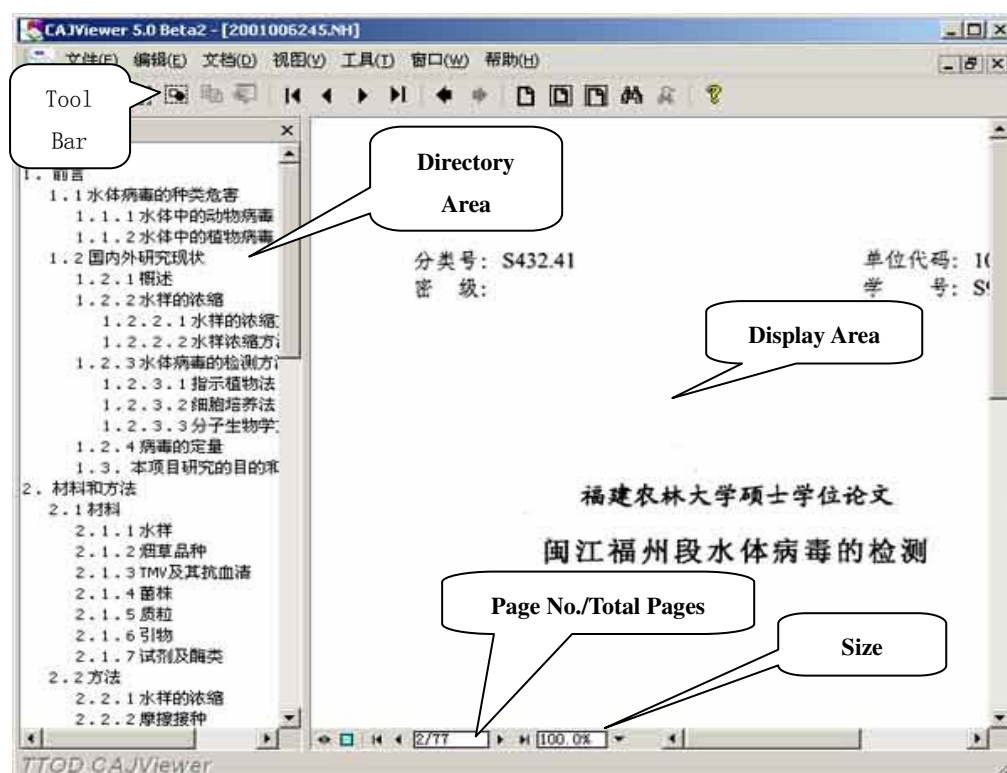 CAJViewer 5.0 Beta2 - [2001006245.NH]
文件(F) 编辑(E) 文档(D) 视图(V) 工具(T) 窗口(W) 帮助(H)
Tool
Bar
1. 前言
1.1水体病毒的种类危害
1.1.1水体中的动物病毒
1.1.2水体中的植物病毒
1.2国内外研究现状
1.2.1概述
1.2.2水样的浓缩
1.2.2.1水样的浓缩
1.2.2.2水样浓缩方
1.2.3水体病毒的检测方
1.2.3.1指示植物法
1.2.3.2细胞培养法
1.2.3.3分子生物学
1.2.4病毒的定量
1.3. 本项目研究的目的和
2. 材料和方法
2.1材料
2.1.1水样
2.1.2烟草品种
2.1.3TMV及其抗血清
2.1.4菌株
2.1.5质粒
2.1.6引物
2.1.7试剂及酶类
2.2方法
2.2.1水样的浓缩
2.2.2摩擦接种
Directory
Area
分类号: S432.41
单位代码: 10
密 级:
学 号: S
Display Area
福建农林大学硕士学位论文
闽江福州段水体病毒的检测
Page No./Total Pages
Size
2/77
100.0%
TTOD CAJViewer